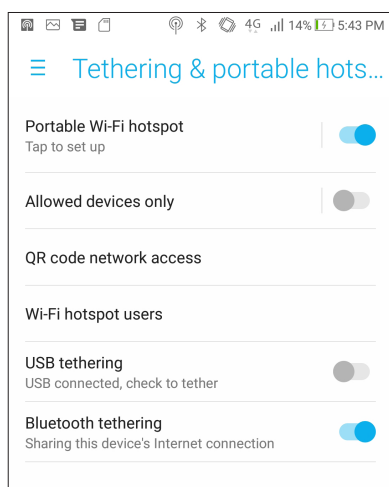 4G 14% 5:43 PM
Tethering & portable hots...
Portable Wi-Fi hotspot
Tap to set up
Allowed devices only
QR code network access
Wi-Fi hotspot users
USB tethering
USB connected, check to tether
Bluetooth tethering
Sharing this device's Internet connection